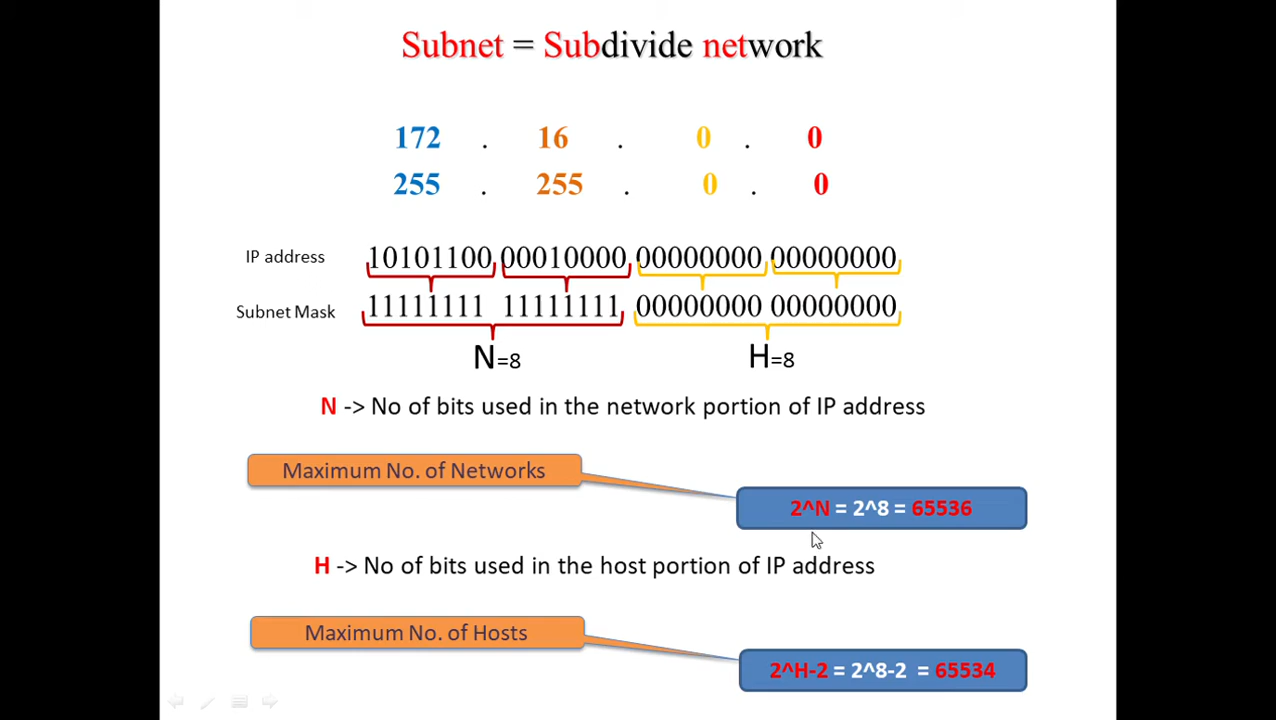 Subnet = Subdivide network
172 . 16 . 0 . 0
255 . 255 . 0 . 0
IP address 10101100 00010000 00000000 00000000
Subnet Mask 11111111 11111111 00000000 00000000
N=8 H=8
N -> No of bits used in the network portion of IP address
Maximum No. of Networks
2^N = 2^8 = 65536
H -> No of bits used in the host portion of IP address
Maximum No. of Hosts
2^H-2 = 2^8-2 = 65534